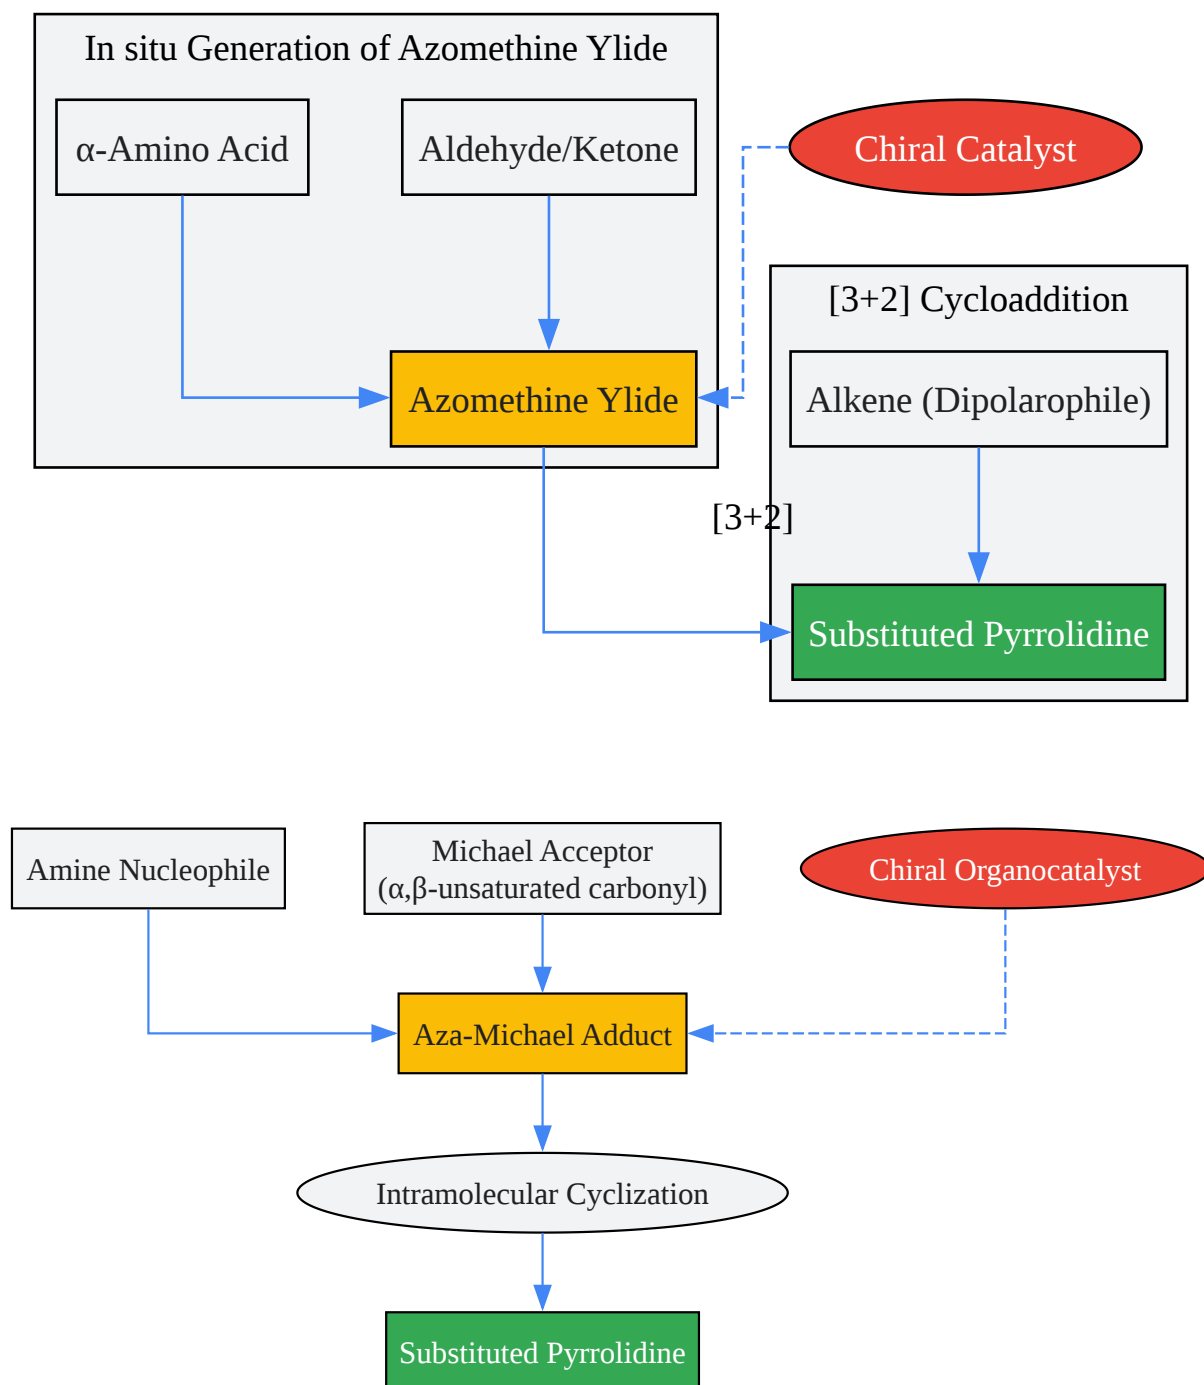 In situ Generation of Azomethine Ylide
α-Amino Acid
Aldehyde/Ketone
Chiral Catalyst
[3+2] Cycloaddition
Azomethine Ylide
Alkene (Dipolarophile)
[3+2]
Substituted Pyrrolidine
Amine Nucleophile
Michael Acceptor
(α,β-unsaturated carbonyl)
Chiral Organocatalyst
Aza-Michael Adduct
Intramolecular Cyclization
Substituted Pyrrolidine